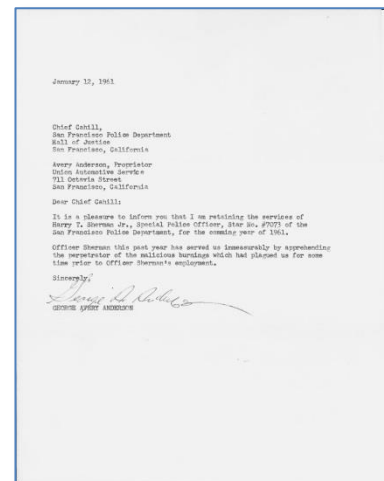 January 12, 1961
Chief Cahill,
San Francisco Police Department
Hall of Justice
San Francisco, California
Avery Anderson, Proprietor
Union Automotive Service
711 Octavia Street
San Francisco, California
Dear Chief Cahill:
It is a pleasure to inform you that I am retaining the services of
Harry T. Sherman Jr., Special Police Officer, Star No. #7073 of the
San Francisco Police Department, for the comming year of 1961.
Officer Sherman this past year has served us immeasurably by apprehending
the perpetrator of the malicious burnings which had plagued us for some
time prior to Officer Sherman's employment.
Sincerely,
George A. Anderson
GEORGE AVERY ANDERSON